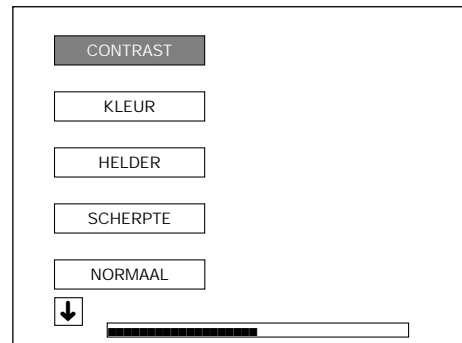 CONTRAST
KLEUR
HELDER
SCHERPTE
NORMAAL